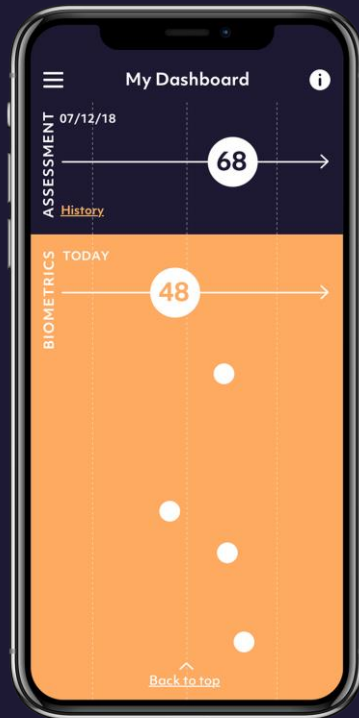 My Dashboard
i
ASSESSMENT
07/12/18
68
History
BIOMETRICS
TODAY
48
Back to top